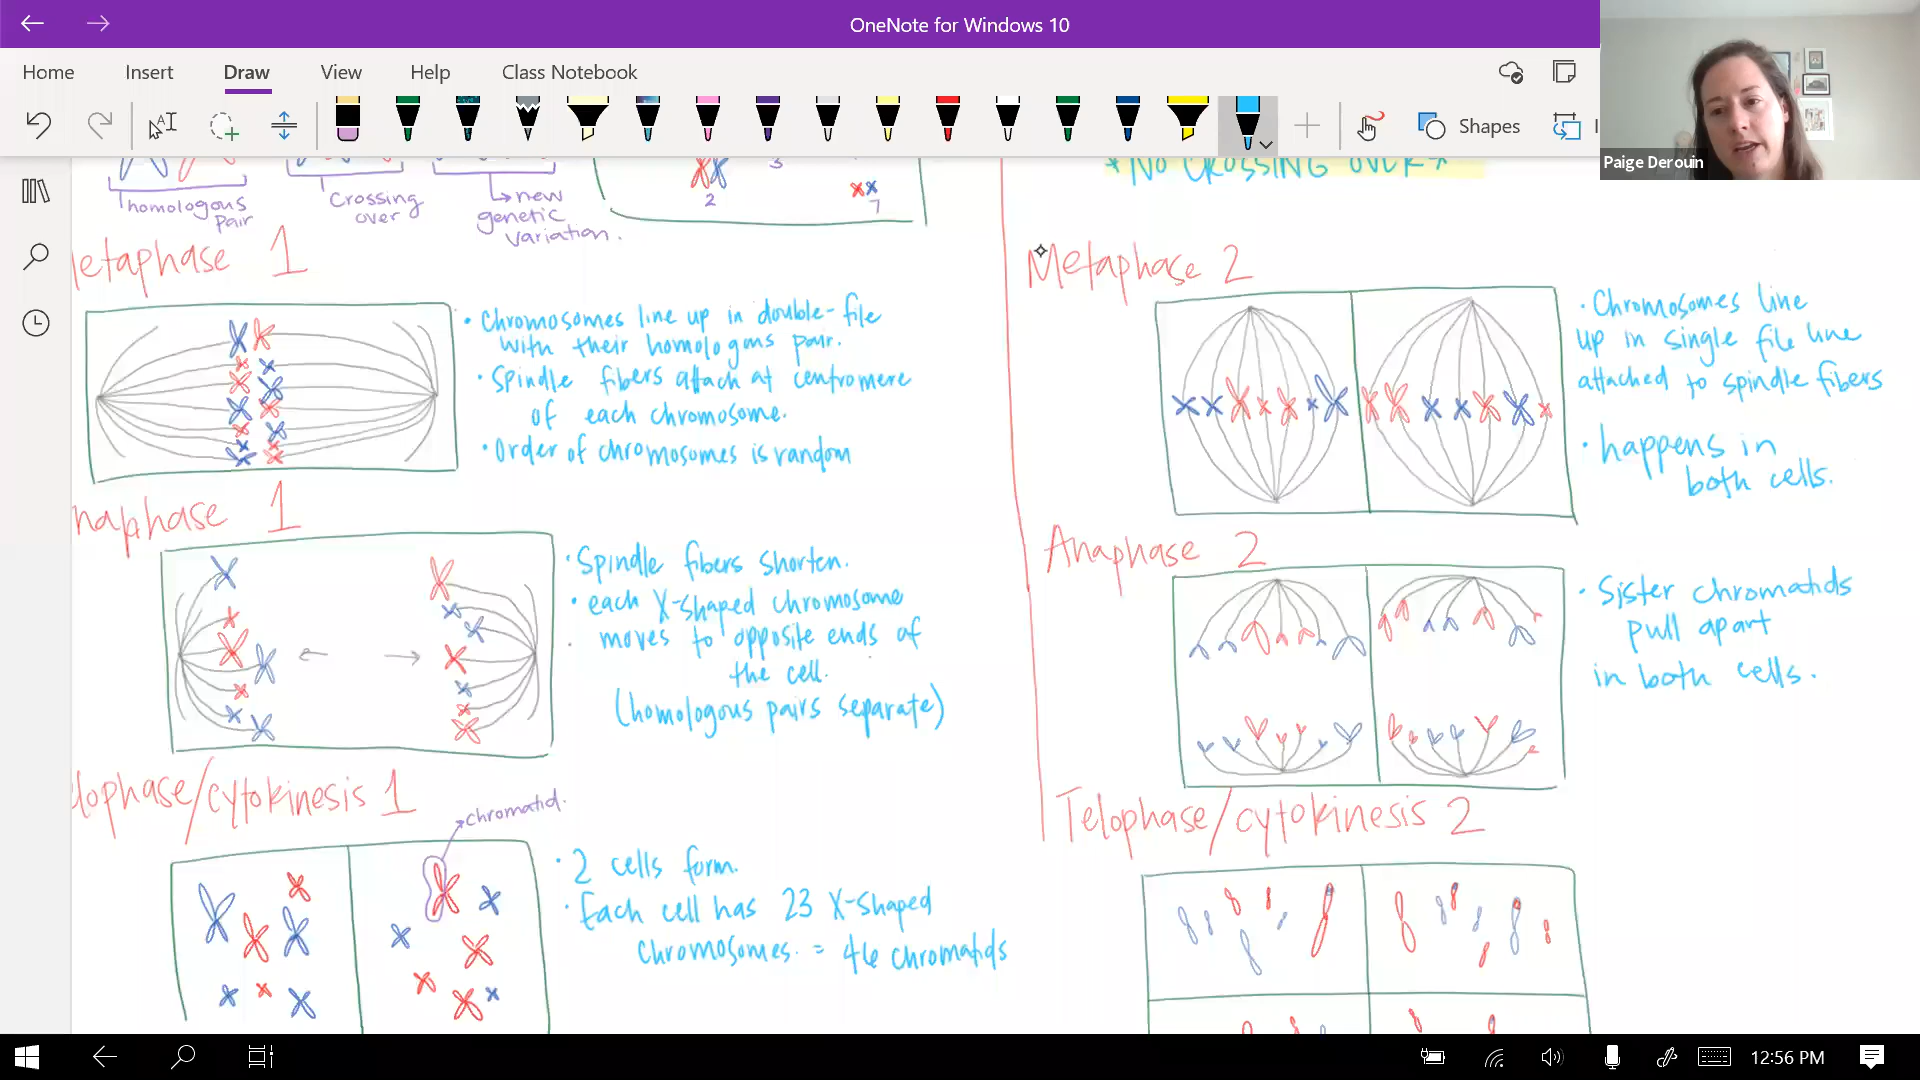 OneNote for Windows 10
Home Insert Draw View Help Class Notebook
Shapes
Paige Derouin
homologous
pair
Crossing
over
new
genetic
variation.
2
3
7
*NO CROSSING OVER*
etaphase 1
• Chromosomes line up in double-file
with their homologous pair.
• Spindle fibers attach at centromere
of each chromosome.
• Order of chromosomes is random
naphase 1
• Spindle fibers shorten.
• each X-shaped chromosome
• moves to opposite ends of
the cell.
(homologous pairs separate)
lophase/cytokinesis 1
chromatid.
• 2 cells form.
• Each cell has 23 X-shaped
chromosomes. = 46 chromatids
Metaphase 2
• Chromosomes line
up in single file line
attached to spindle fibers
• happens in
both cells.
Anaphase 2
• Sister chromatids
pull apart
in both cells.
Telophase/cytokinesis 2
12:56 PM